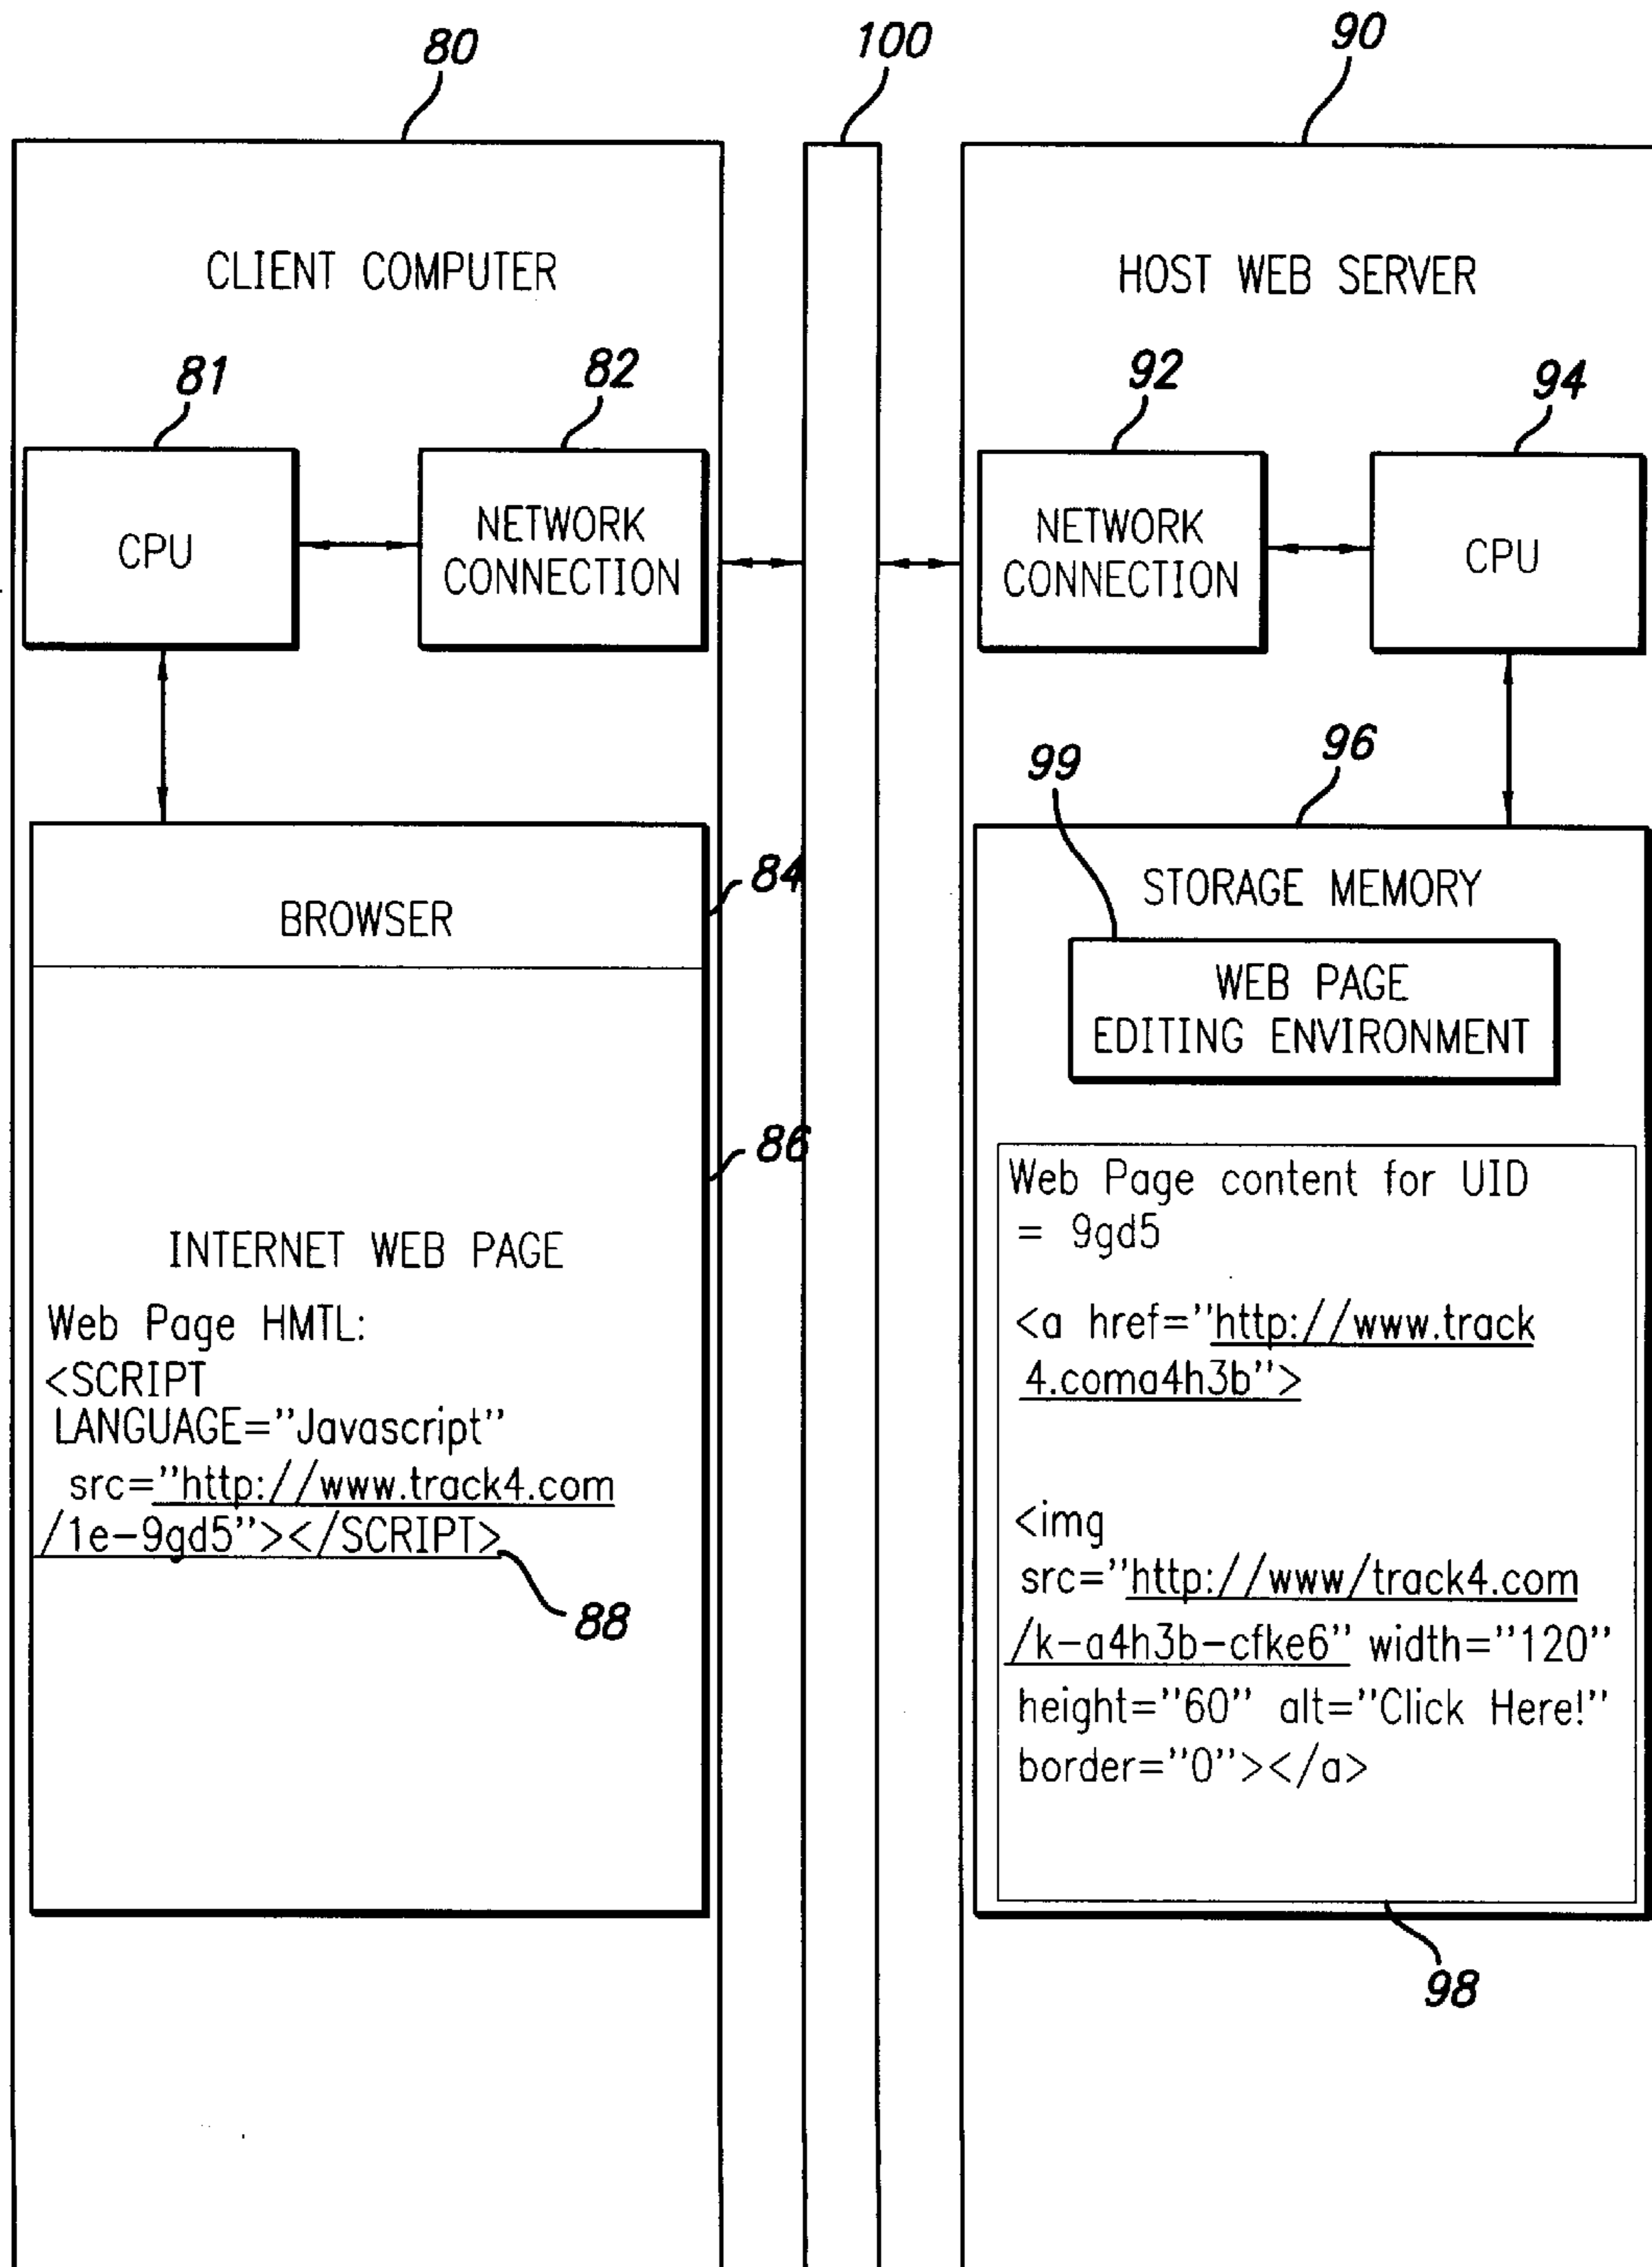 80
100
90
CLIENT COMPUTER
HOST WEB SERVER
81
82
92
94
CPU
NETWORK
CONNECTION
NETWORK
CONNECTION
CPU
99
96
84
BROWSER
STORAGE MEMORY
WEB PAGE
EDITING ENVIRONMENT
86
INTERNET WEB PAGE
Web Page HMTL:
<SCRIPT
LANGUAGE="Javascript"
src="http://www.track4.com
/1e-9gd5"></SCRIPT>
88
Web Page content for UID
= 9gd5
<a href="http://www.track
4.coma4h3b">
<img
src="http://www/track4.com
/k-a4h3b-cfke6" width="120"
height="60" alt="Click Here!"
border="0"></a>
98